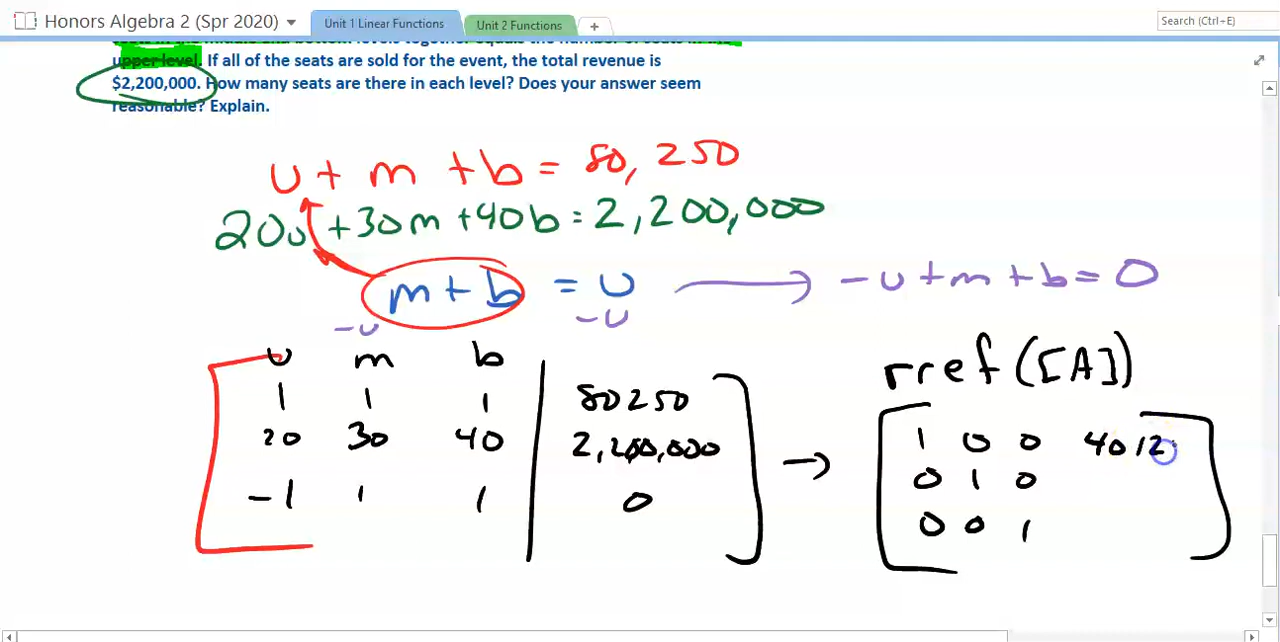 Honors Algebra 2 (Spr 2020)
Unit 1 Linear Functions
Unit 2 Functions
Search (Ctrl+E)
upper level. If all of the seats are sold for the event, the total revenue is
$2,200,000. How many seats are there in each level? Does your answer seem
reasonable? Explain.
u + m + b = 80,250
20u + 30m + 40b = 2,200,000
m + b = u → -u + m + b = 0
-u -u
u m b
rref([A])
1 1 1 80250
20 30 40 2,200,000
-1 1 1 0
→
1 0 0 4012
0 1 0
0 0 1